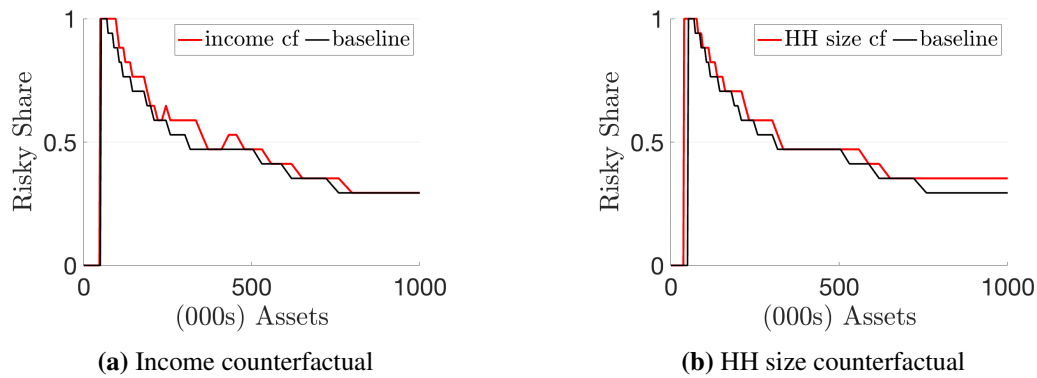 1
0.5
0
Risky Share
income cf baseline
0 500 1000
(000s) Assets
(a) Income counterfactual
1
0.5
0
Risky Share
HH size cf baseline
0 500 1000
(000s) Assets
(b) HH size counterfactual